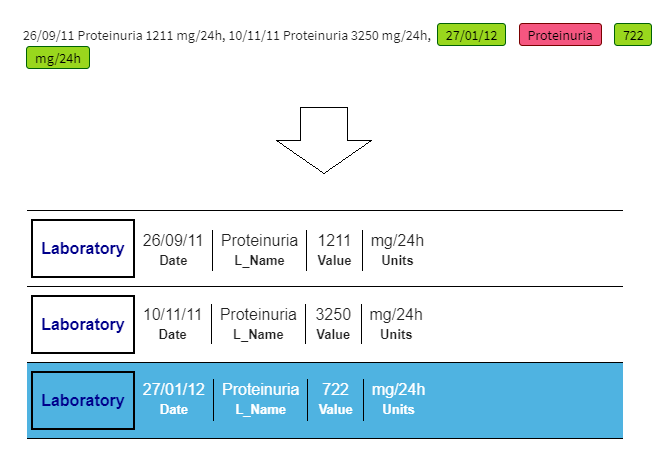 26/09/11 Proteinuria 1211 mg/24h, 10/11/11 Proteinuria 3250 mg/24h, 27/01/12 Proteinuria 722
mg/24h
Laboratory 26/09/11 Proteinuria 1211 mg/24h
Date L_Name Value Units
Laboratory 10/11/11 Proteinuria 3250 mg/24h
Date L_Name Value Units
Laboratory 27/01/12 Proteinuria 722 mg/24h
Date L_Name Value Units